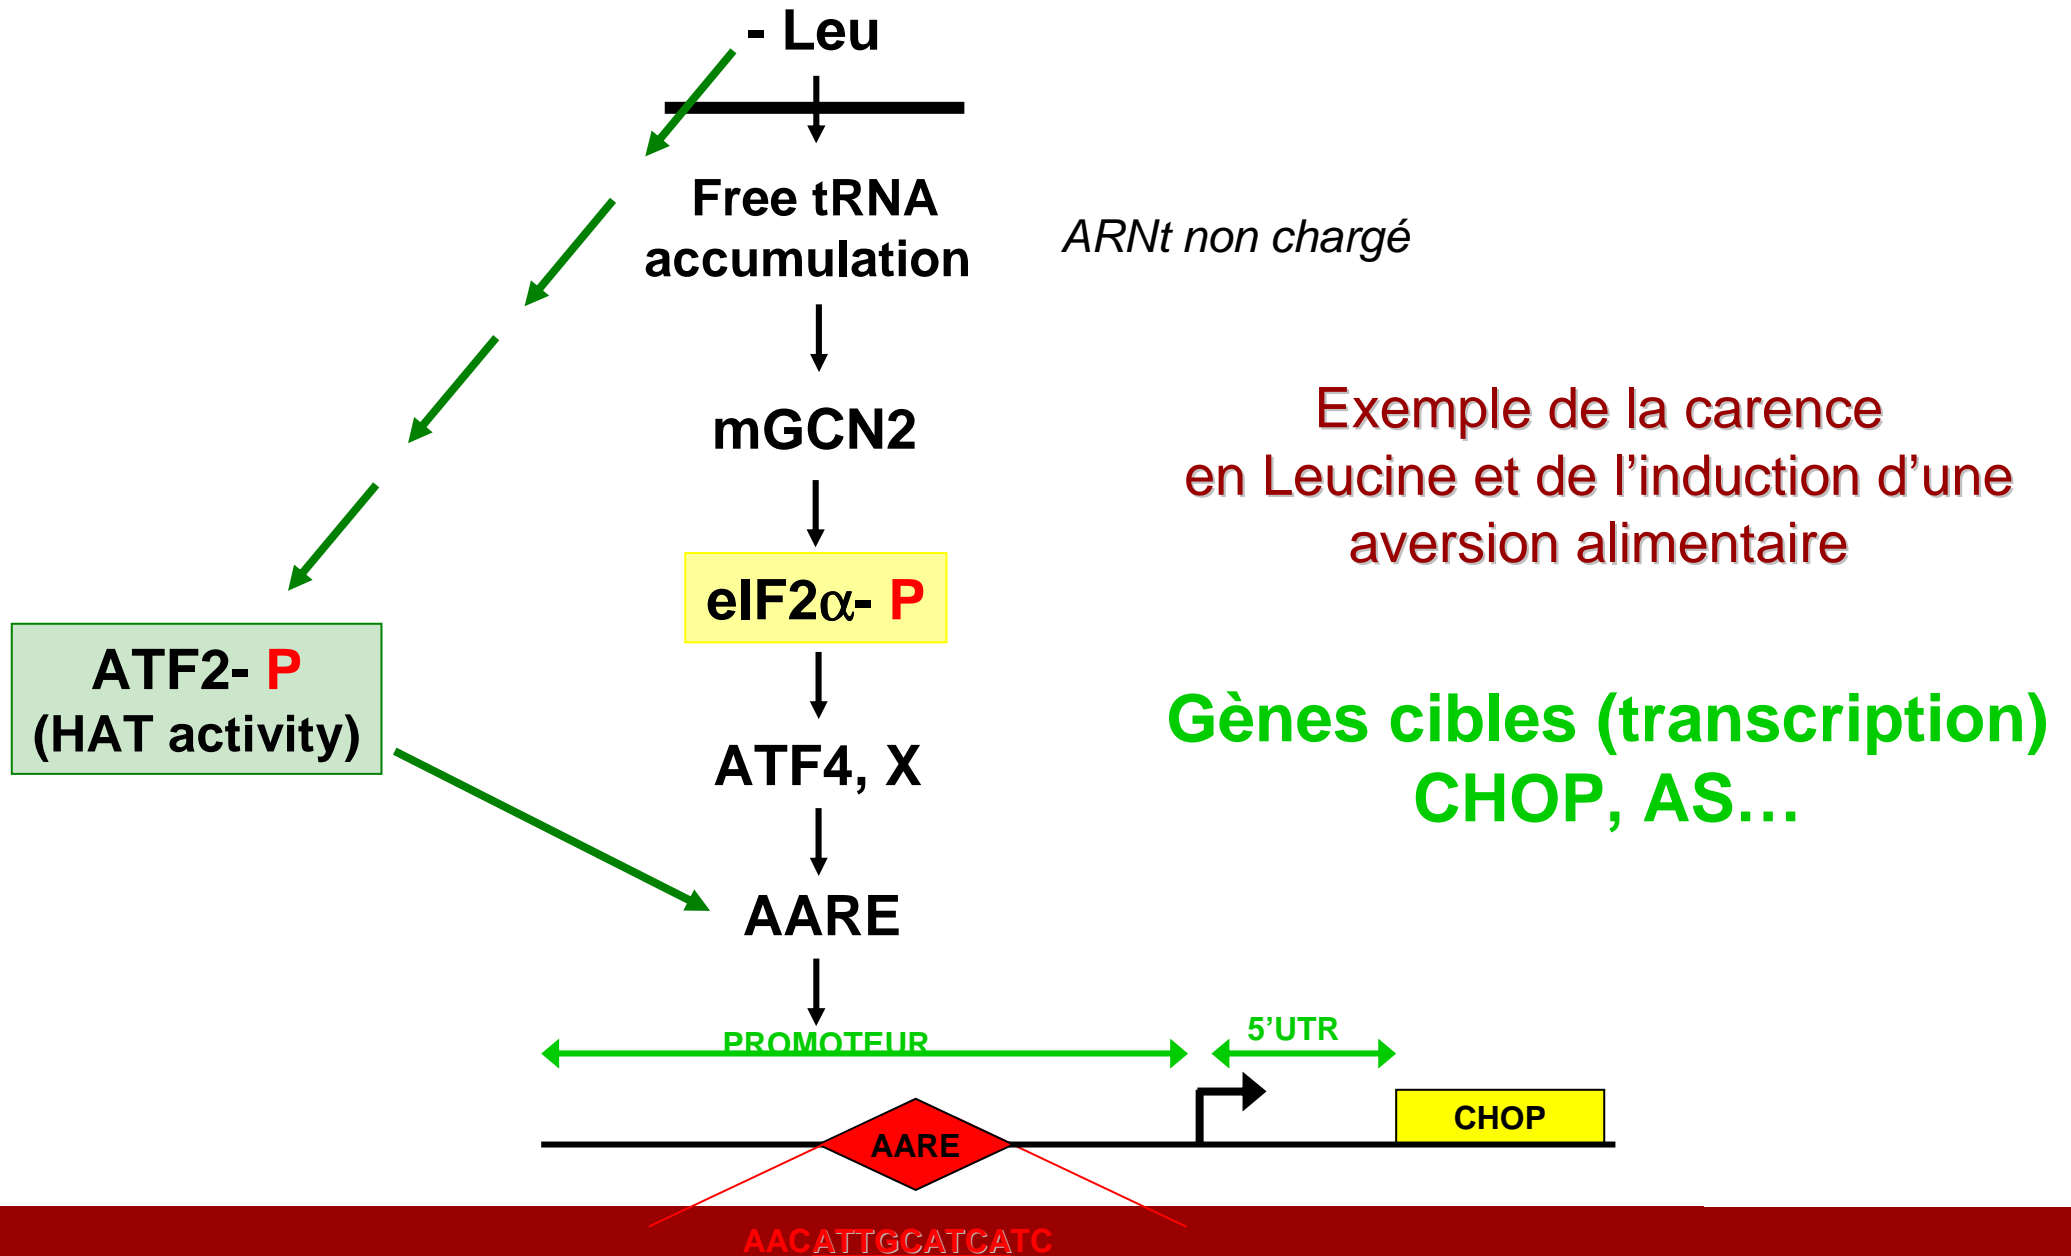 - Leu
Free tRNA
accumulation
ARNt non chargé
mGCN2
Exemple de la carence
en Leucine et de l’induction d’une
aversion alimentaire
eIF2α- P
ATF2- P
(HAT activity)
Gènes cibles (transcription)
CHOP, AS…
ATF4, X
AARE
PROMOTEUR
5’UTR
CHOP
AARE
AACATTGCATCATC